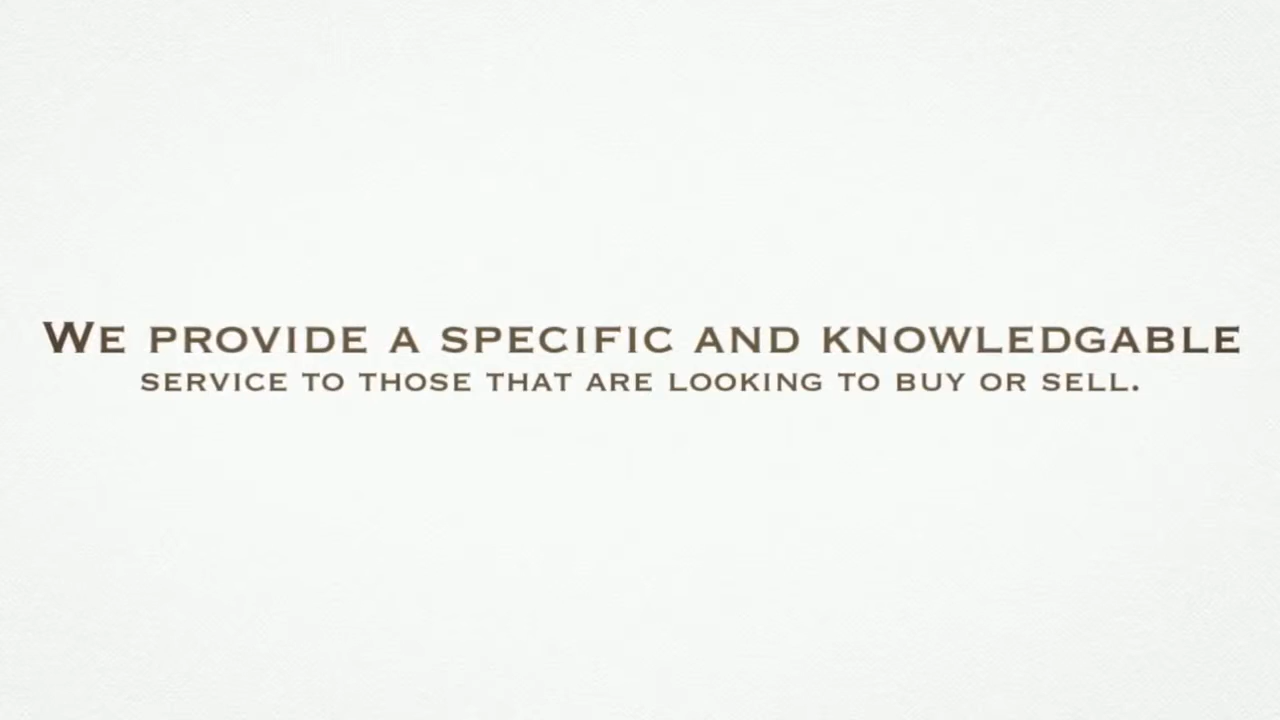 We provide a specific and knowledgable
service to those that are looking to buy or sell.